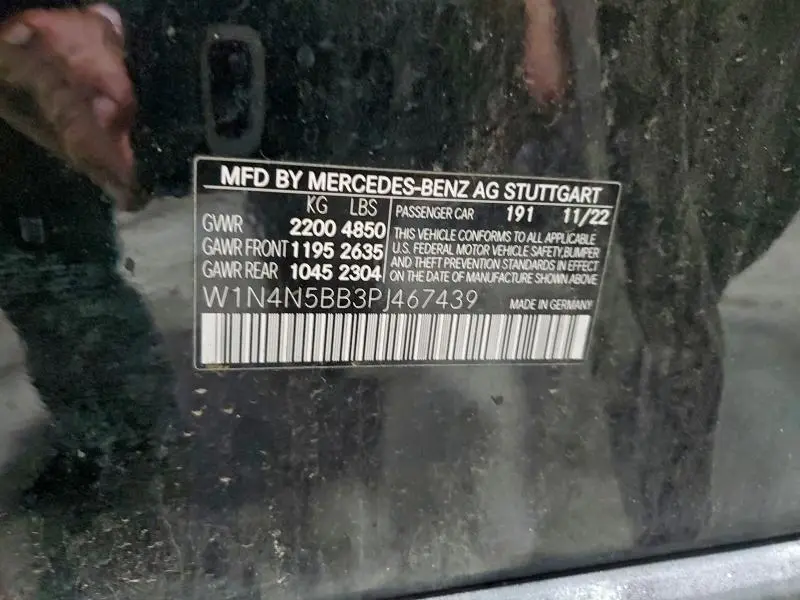 MFD BY MERCEDES-BENZ AG STUTTGART
KG LBS
GWR 2200 4850
GAWR FRONT 1195 2635
GAWR REAR 1045 2304
PASSENGER CAR 191 11/22
THIS VEHICLE CONFORMS TO ALL APPLICABLE
U.S. FEDERAL MOTOR VEHICLE SAFETY,BUMPER
AND THEFT PREVENTION STANDARDS IN EFFECT
ON THE DATE OF MANUFACTURE SHOWN ABOVE
W1N4N5BB3PJ467439 MADE IN GERMANY